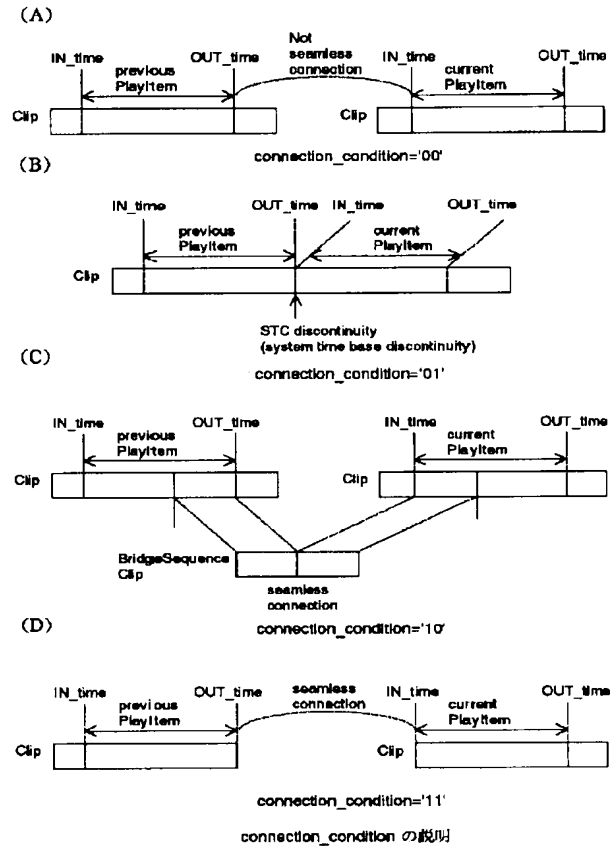 (A)
Not
seamless
connection
IN_time
OUT_time
IN_time
OUT_time
previous
PlayItem
current
PlayItem
Clip
Clip
connection_condition='00'
(B)
IN_time
OUT_time
IN_time
OUT_time
previous
PlayItem
current
PlayItem
Clip
STC discontinuity
(system time base discontinuity)
connection_condition='01'
(C)
IN_time
OUT_time
IN_time
OUT_time
previous
PlayItem
current
PlayItem
Clip
Clip
BridgeSequence
Clip
seamless
connection
connection_condition='10'
(D)
IN_time
OUT_time
seamless
connection
IN_time
OUT_time
previous
PlayItem
current
PlayItem
Clip
Clip
connection_condition='11'
connection_condition の説明